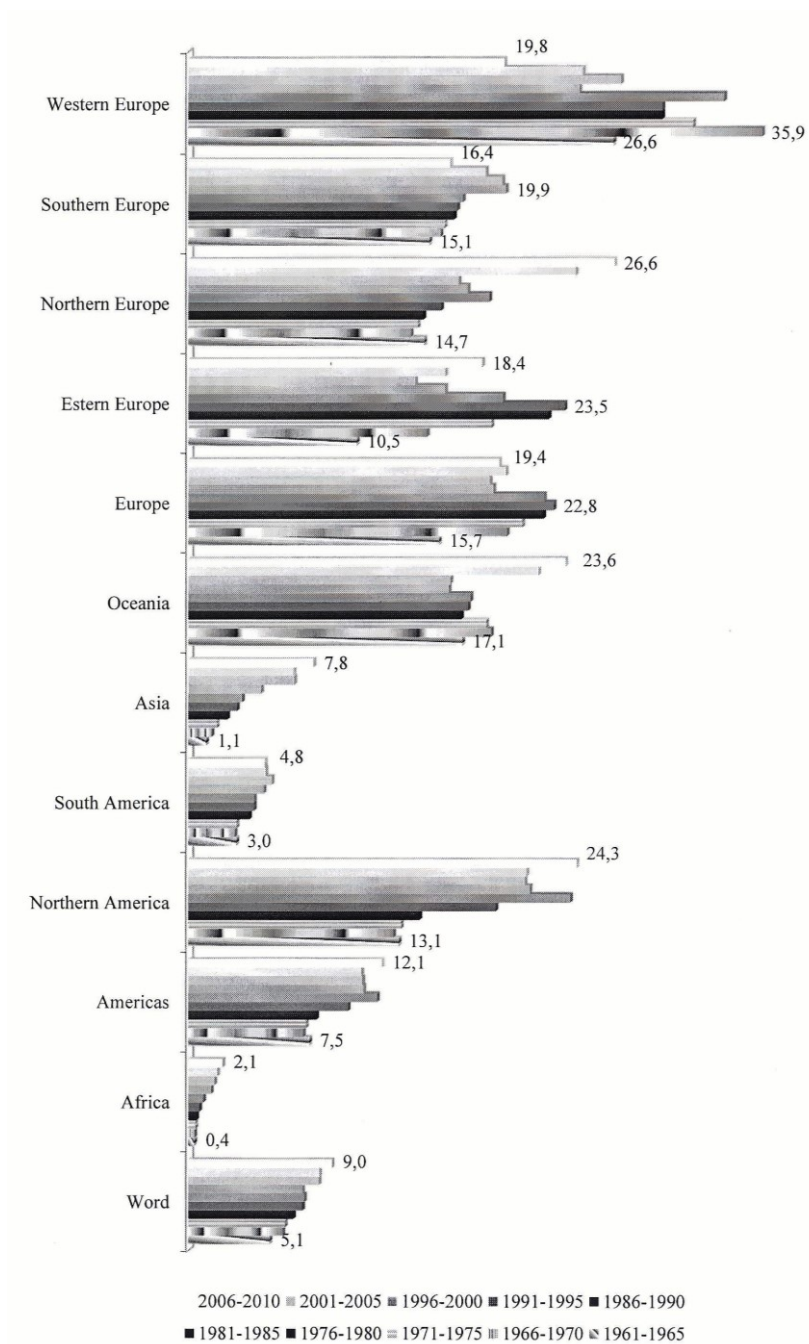 19,8
Western Europe
35,9
26,6
16,4
Southern Europe
19,9
15,1
26,6
Northern Europe
14,7
18,4
Estern Europe
23,5
10,5
19,4
Europe
22,8
15,7
23,6
Oceania
17,1
7,8
Asia
1,1
4,8
South America
3,0
24,3
Northern America
13,1
12,1
Americas
7,5
2,1
Africa
0,4
9,0
Word
5,1
2006-2010 2001-2005 1996-2000 1991-1995 1986-1990
1981-1985 1976-1980 1971-1975 1966-1970 1961-1965